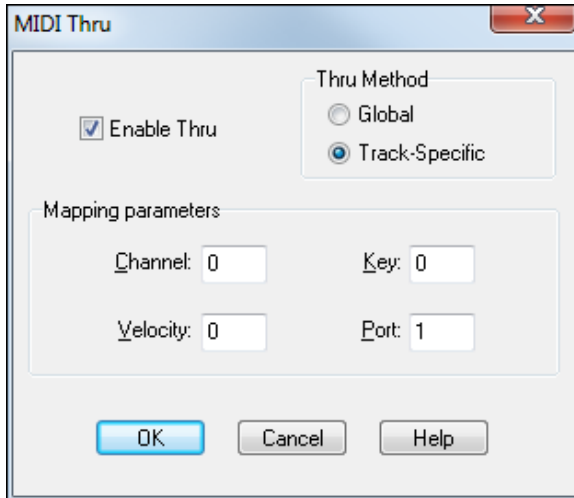 MIDI Thru
Enable Thru
Thru Method
Global
Track-Specific
Mapping parameters
Channel: 0
Key: 0
Velocity: 0
Port: 1
OK
Cancel
Help